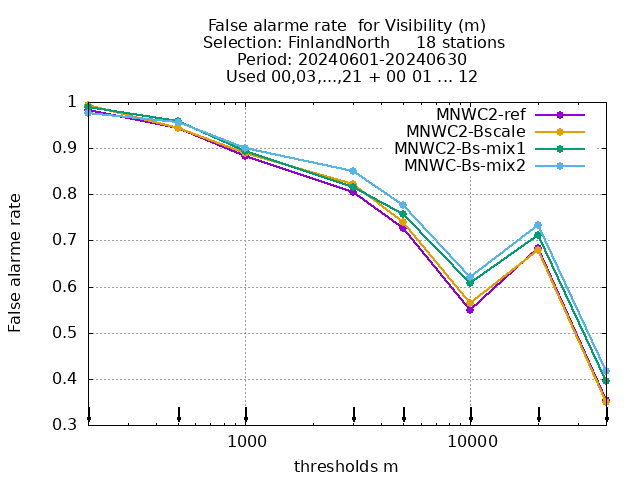 False alarme rate  for Visibility (m)
Selection: FinlandNorth     18 stations
Period: 20240601-20240630
Used 00,03,...,21 + 00 01 ... 12
MNWC2-ref
MNWC2-Bscale
MNWC2-Bs-mix1
MNWC-Bs-mix2
False alarme rate
1
0.9
0.8
0.7
0.6
0.5
0.4
0.3
1000
10000
thresholds m